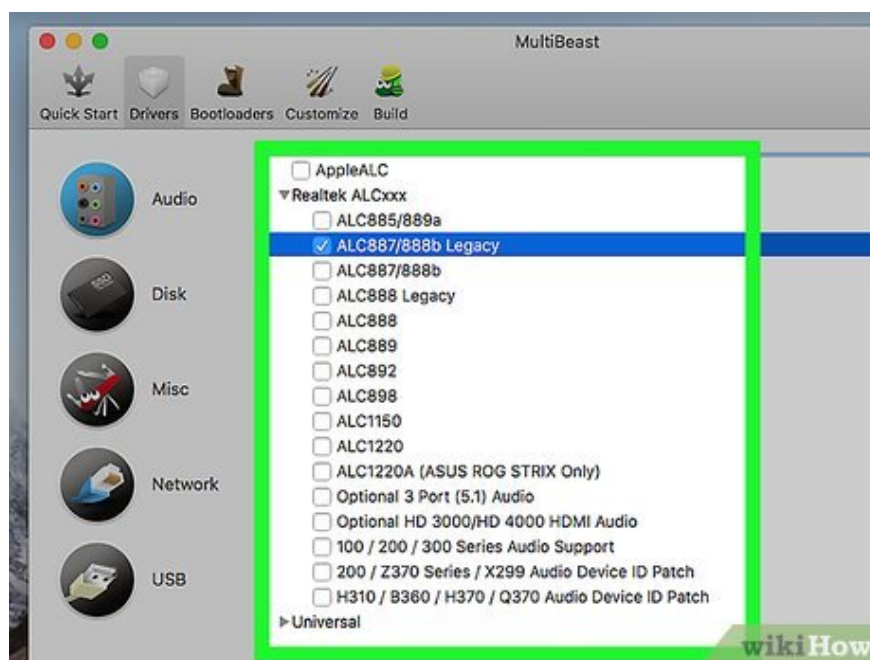 MultiBeast
Quick Start Drivers Bootloaders Customize Build
Audio
Disk
Misc
Network
USB
AppleALC
Realtek ALCxxx
ALC885/889a
ALC887/888b Legacy
ALC887/888b
ALC888 Legacy
ALC888
ALC889
ALC892
ALC898
ALC1150
ALC1220
ALC1220A (ASUS ROG STRIX Only)
Optional 3 Port (5.1) Audio
Optional HD 3000/HD 4000 HDMI Audio
100 / 200 / 300 Series Audio Support
200 / Z370 Series / X299 Audio Device ID Patch
H310 / B360 / H370 / Q370 Audio Device ID Patch
Universal
SSD
wikiHow